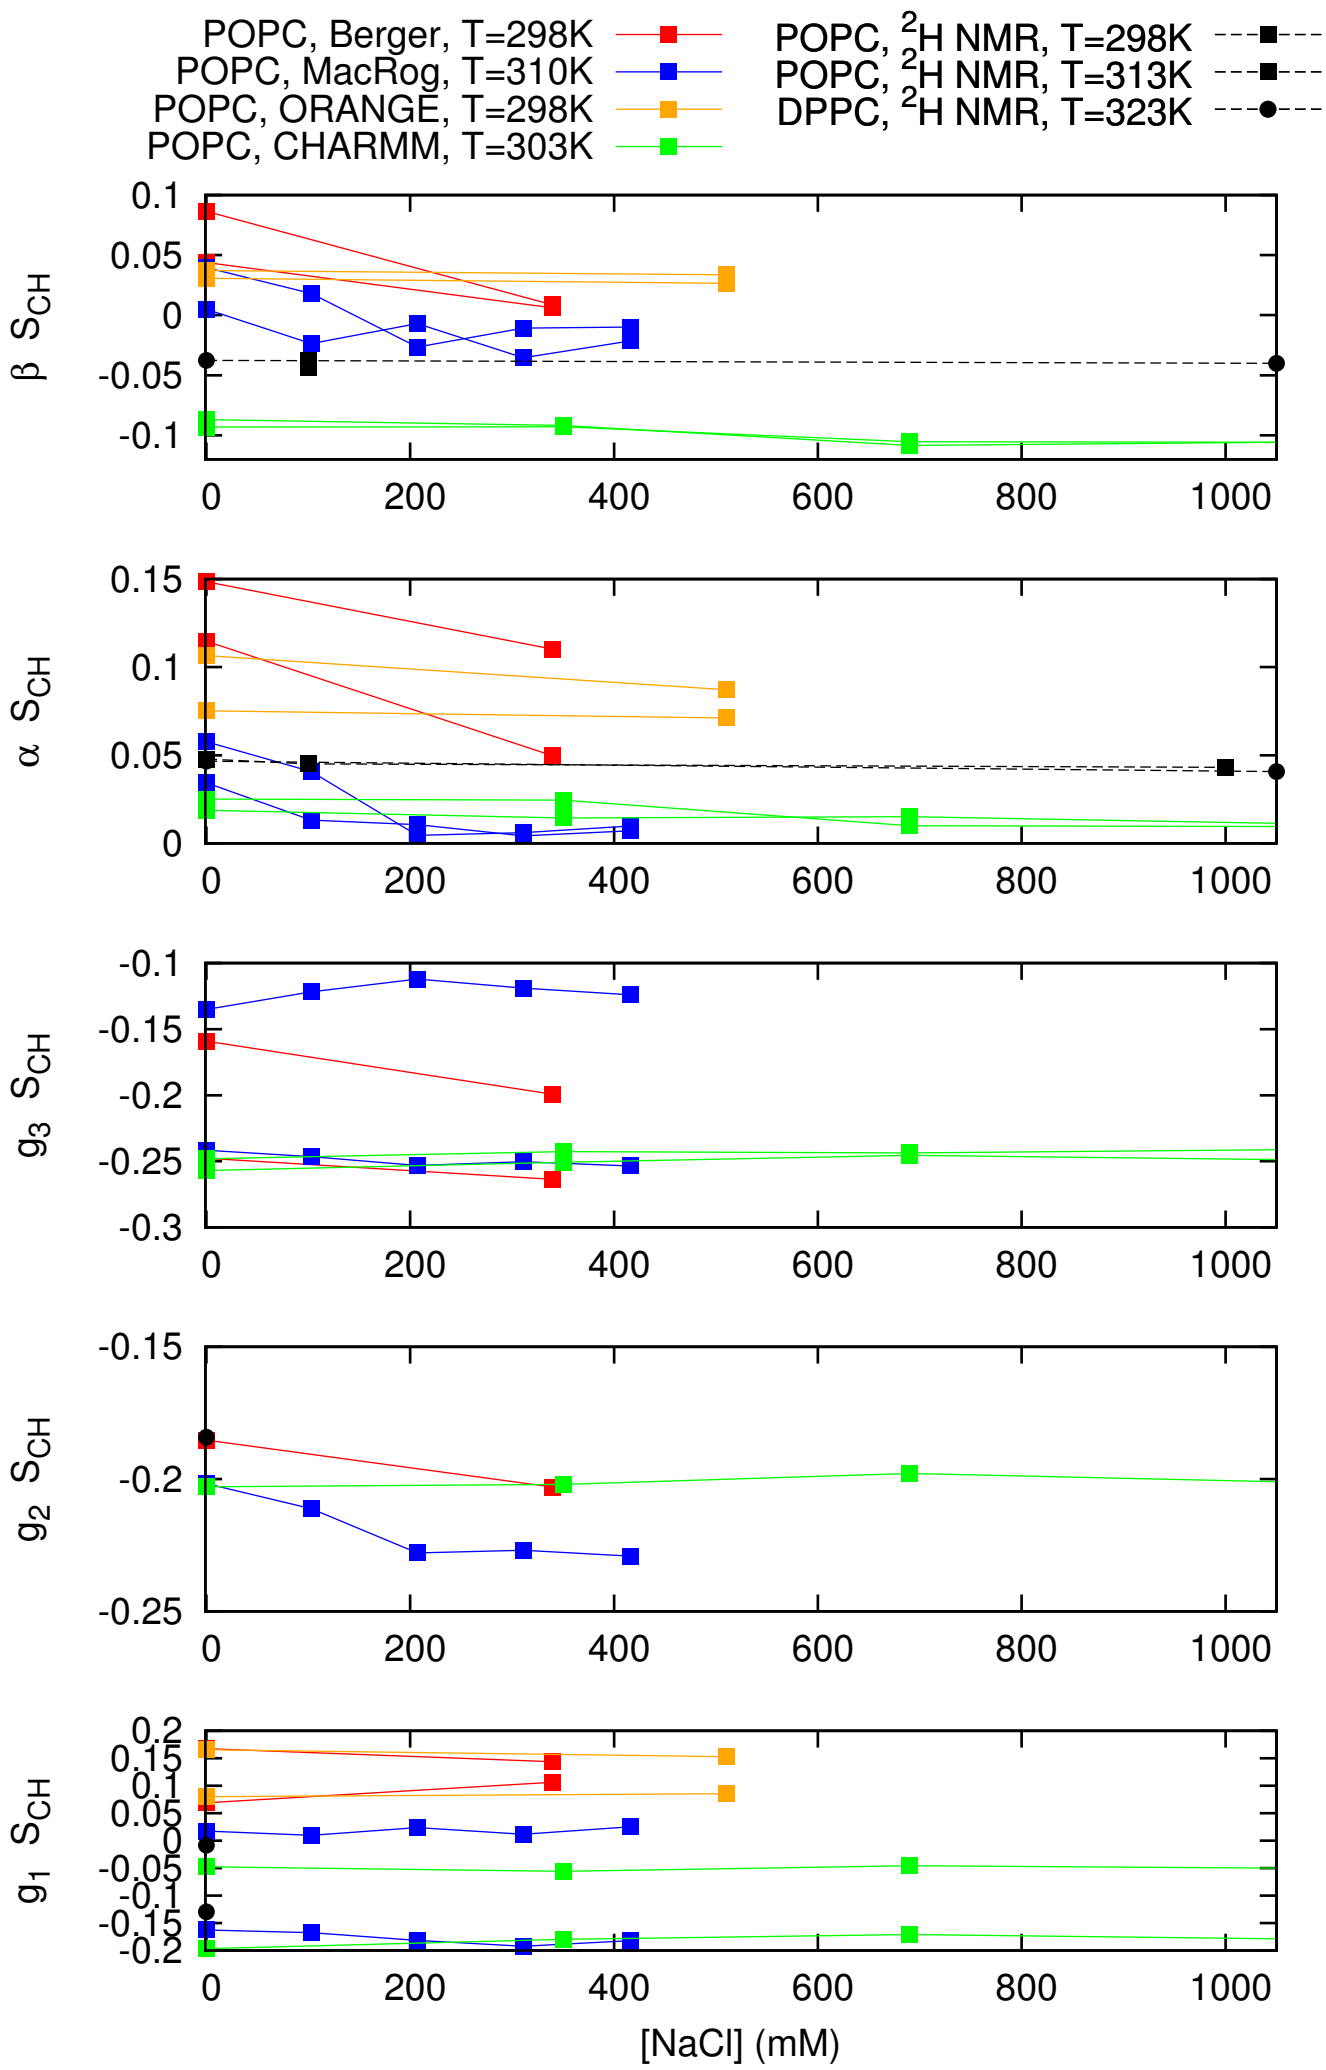 POPC, Berger, T=298K
POPC, MacRog, T=310K
POPC, ORANGE, T=298K
POPC, CHARMM, T=303K
POPC, ²H NMR, T=298K
POPC, ²H NMR, T=313K
DPPC, ²H NMR, T=323K
β S_CH
0.1
0.05
0
-0.05
-0.1
0 200 400 600 800 1000
α S_CH
0.15
0.1
0.05
0
0 200 400 600 800 1000
g₃ S_CH
-0.1
-0.15
-0.2
-0.25
-0.3
0 200 400 600 800 1000
g₂ S_CH
-0.15
-0.2
-0.25
0 200 400 600 800 1000
g₁ S_CH
0.2
0.15
0.1
0.05
0
-0.05
-0.1
-0.15
-0.2
0 200 400 600 800 1000
[NaCl] (mM)